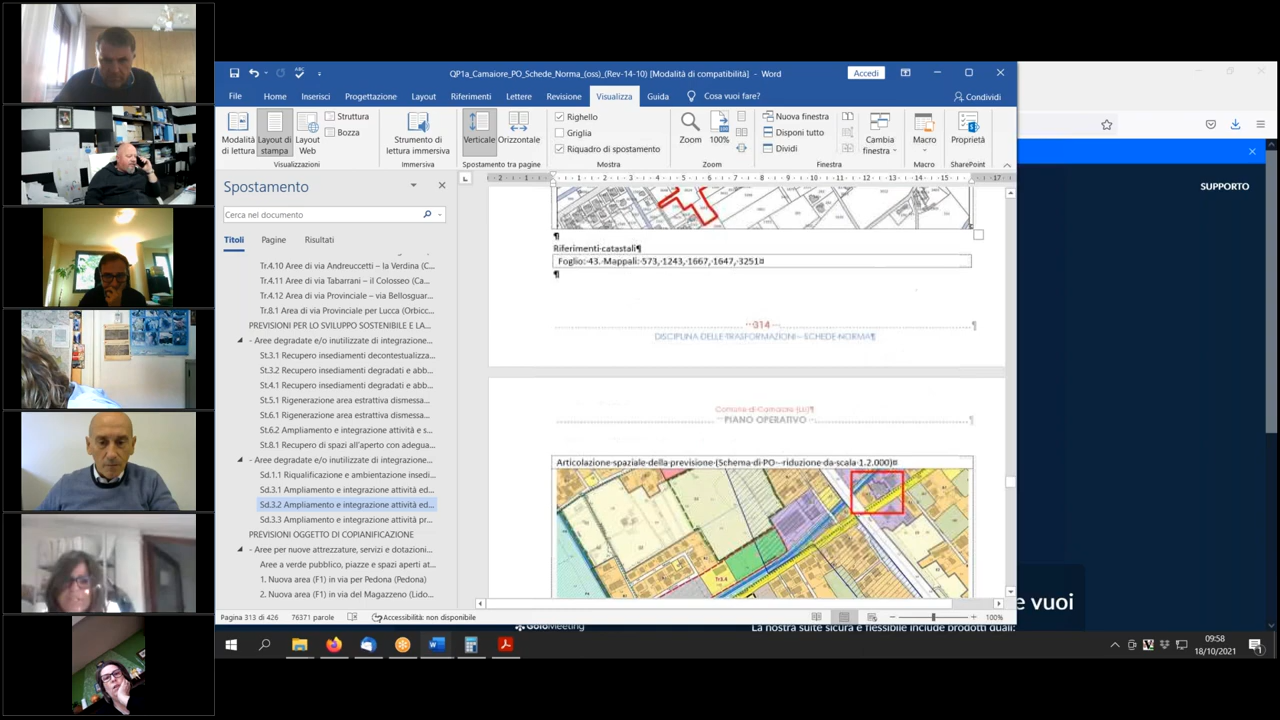 QP1a_Camaiore_PO_Schede_Norma_(oss)_(Rev-14-10) [Modalità di compatibilità] - Word
Accedi
File Home Inserisci Progettazione Layout Riferimenti Lettere Revisione Visualizza Guida Cosa vuoi fare? Condividi
Modalità di lettura
Layout di stampa
Layout Web
Struttura
Bozza
Visualizzazioni
Strumento di lettura immersiva
Immersiva
Verticale
Orizzontale
Spostamento tra pagine
Righello
Griglia
Riquadro di spostamento
Mostra
Zoom
100%
Zoom
Nuova finestra
Disponi tutto
Dividi
Cambia finestra
Finestra
Macro
Macro
Proprietà
SharePoint
Spostamento
Cerca nel documento
Titoli Pagine Risultati
Tr.4.10 Aree di via Andreuccetti – la Verdina (C...
Tr.4.11 Aree di via Tabarrani – il Colosseo (Ca...
Tr.4.12 Aree di via Provinciale – via Bellosguar...
Tr.8.1 Area di via Provinciale per Lucca (Orbicc...
PREVISIONI PER LO SVILUPPO SOSTENIBILE E LA...
- Aree degradate e/o inutilizzate di integrazione...
St.3.1 Recupero insediamenti decontestualizza...
St.3.2 Recupero insediamenti degradati e abb...
St.4.1 Recupero insediamenti degradati e abb...
St.5.1 Rigenerazione area estrattiva dismessa...
St.6.1 Rigenerazione area estrattiva dismessa...
St.6.2 Ampliamento e integrazione attività e s...
St.8.1 Recupero di spazi all'aperto con adegua...
- Aree degradate e/o inutilizzate di integrazione...
Sd.1.1 Riqualificazione e ambientazione insedi...
Sd.3.1 Ampliamento e integrazione attività ed...
Sd.3.2 Ampliamento e integrazione attività ed...
Sd.3.3 Ampliamento e integrazione attività pr...
PREVISIONI OGGETTO DI COPIANIFICAZIONE
- Aree per nuove attrezzature, servizi e dotazioni...
Aree a verde pubblico, piazze e spazi aperti at...
1. Nuova area (F1) in via per Pedona (Pedona)
2. Nuova area (F1) in via del Magazzeno (Lido...
¶
Riferimenti·catastali¶
Foglio:·43.·Mappali:·573,·1243,·1667,·1647,·3251¤
¶
314
DISCIPLINA·DELLE·TRASFORMAZIONI·–·SCHEDE·NORMA¶
Comune·di·Camaiore·(LU)¶
PIANO·OPERATIVO
Articolazione·spaziale·della·previsione·(Schema·di·PO·–·riduzione·da·scala·1:2.000)¤
Tr3.4
Pagina 313 di 426 76371 parole Accessibilità: non disponibile 100%
SUPPORTO
e vuoi
GoToMeeting
La nostra suite sicura e flessibile include prodotti quali:
09:58
18/10/2021